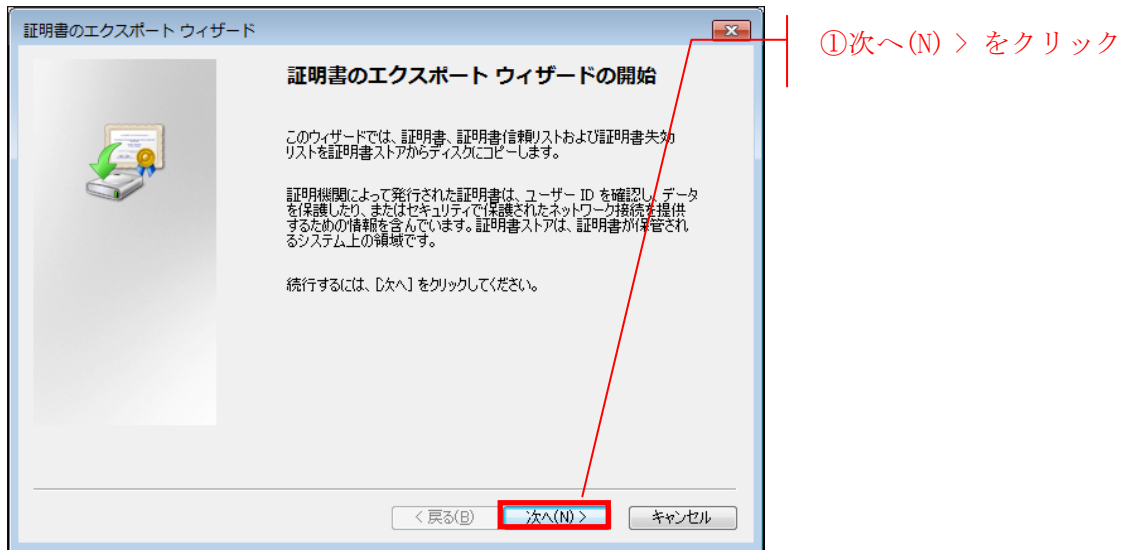 証明書のエクスポート ウィザード
①次へ(N) > をクリック
証明書のエクスポート ウィザードの開始
このウィザードでは、証明書、証明書信頼リストおよび証明書失効
リストを証明書ストアからディスクにコピーします。
証明機関によって発行された証明書は、ユーザー ID を確認し、データ
を保護したり、またはセキュリティで保護されたネットワーク接続を提供
するための情報を含んでいます。証明書ストアは、証明書が保管され
るシステム上の領域です。
続行するには、[次へ] をクリックしてください。
< 戻る(B) 次へ(N) > キャンセル